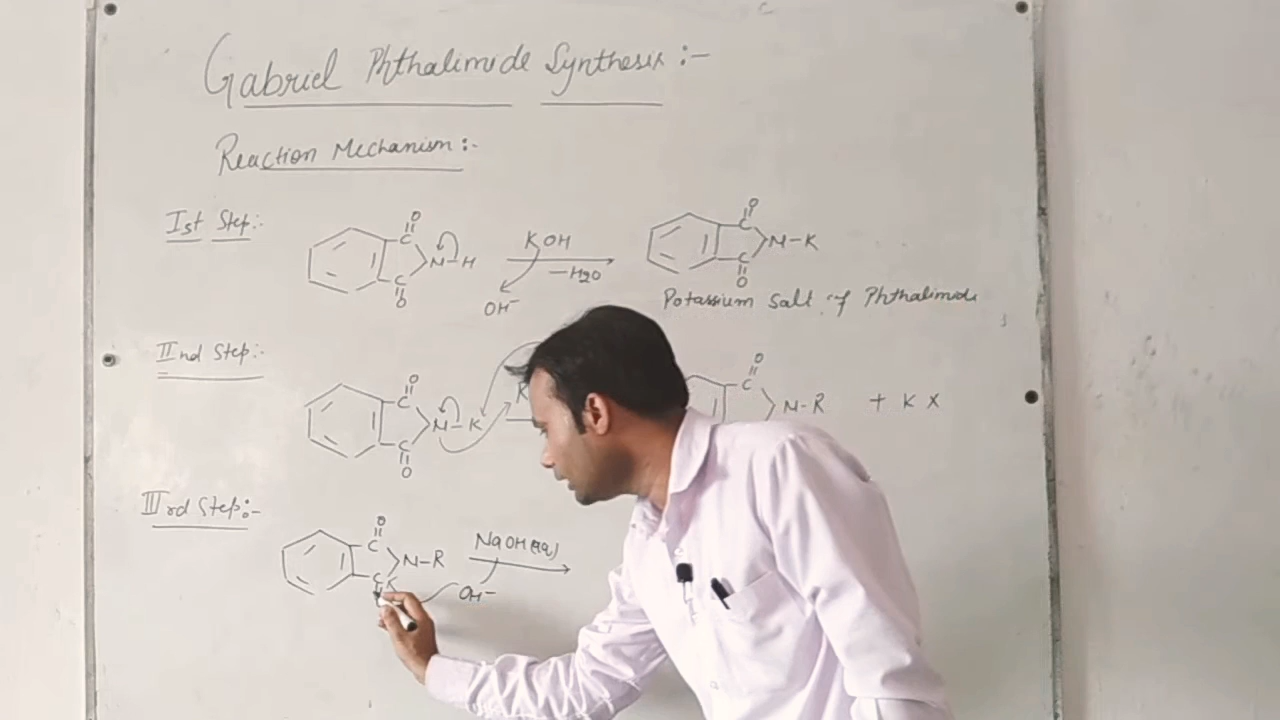 Gabriel Phthalimide Synthesis :-
Reaction Mechanism :-
Ist Step:-
O
C
N-H
C
O
KOH
-H2O
OH-
O
C
N-K
C
O
Potassium Salt of Phthalimide
IInd Step:-
O
C
N-K
C
O
O
C
N-R + K X
IIIrd Step:-
O
C
N-R
C
NaOH(aq)
OH-